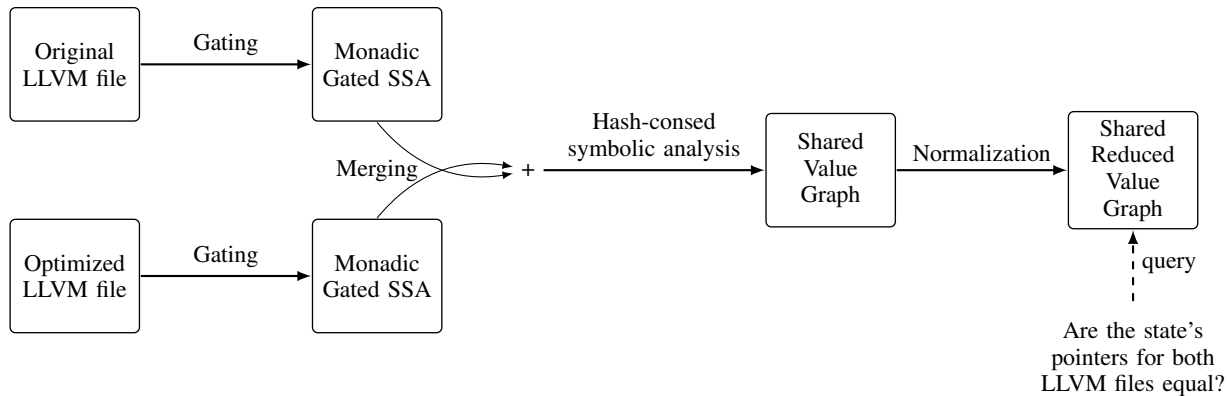 Original
LLVM file
Gating
Monadic
Gated SSA
Optimized
LLVM file
Gating
Monadic
Gated SSA
Merging
+
Hash-consed
symbolic analysis
Shared
Value
Graph
Normalization
Shared
Reduced
Value
Graph
query
Are the state's
pointers for both
LLVM files equal?